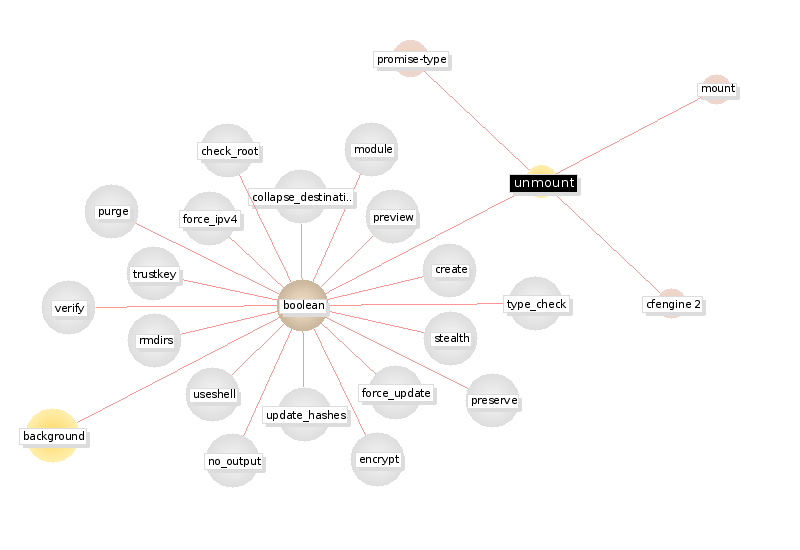 promise-type
mount
check_root
module
unmount
collapse_destinati..
purge
force_ipv4
preview
trustkey
create
verify
boolean
type_check
cfengine 2
rmdirs
stealth
useshell
force_update
preserve
update_hashes
background
no_output
encrypt